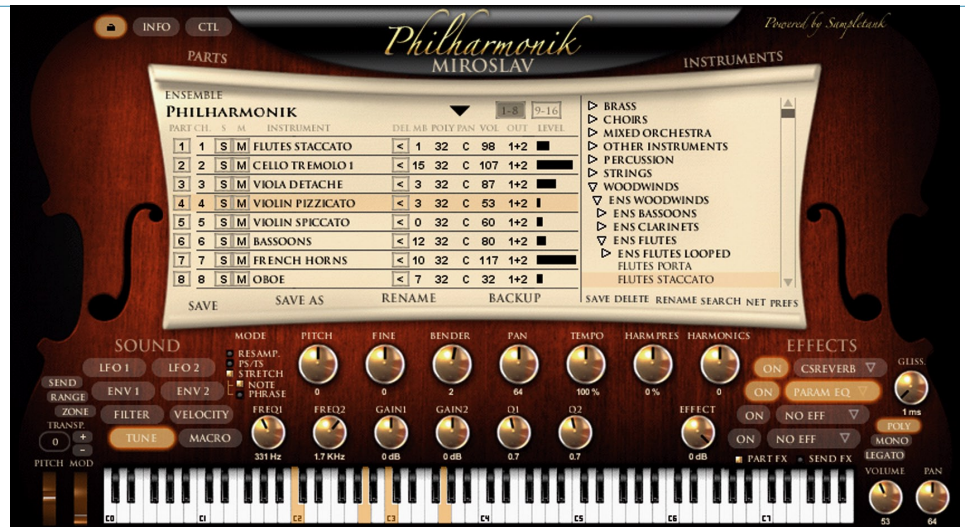 INFO CTL
Philharmonik
MIROSLAV
Powered by Sampletank
PARTS
INSTRUMENTS
ENSEMBLE
PHILHARMONIK
1-8 9-16
PART CH. S M INSTRUMENT DEL MB POLY PAN VOL OUT LEVEL
1 1 S M FLUTES STACCATO < 1 32 C 98 1+2
2 2 S M CELLO TREMOLO 1 < 15 32 C 107 1+2
3 3 S M VIOLA DETACHE < 3 32 C 87 1+2
4 4 S M VIOLIN PIZZICATO < 3 32 C 53 1+2
5 5 S M VIOLIN SPICCATO < 0 32 C 60 1+2
6 6 S M BASSOONS < 12 32 C 80 1+2
7 7 S M FRENCH HORNS < 10 32 C 117 1+2
8 8 S M OBOE < 7 32 C 32 1+2
SAVE SAVE AS RENAME BACKUP
BRASS
CHOIRS
MIXED ORCHESTRA
OTHER INSTRUMENTS
PERCUSSION
STRINGS
WOODWINDS
ENS WOODWINDS
ENS BASSOONS
ENS CLARINETS
ENS FLUTES
ENS FLUTES LOOPED
FLUTES PORTA
FLUTES STACCATO
SAVE DELETE RENAME SEARCH NET PREFS
SOUND
LFO 1 LFO 2
SEND
RANGE
ENV 1 ENV 2
ZONE
FILTER VELOCITY
TRANSP.
0 + -
TUNE MACRO
PITCH MOD
MODE
RESAMP.
PS/TS
STRETCH
NOTE
PHRASE
PITCH FINE BENDER PAN TEMPO HARM PRES HARMONICS
0 0 2 64 100 % 0 % 0
FREQ1 FREQ2 GAIN1 GAIN2 Q1 Q2 EFFECT
331 Hz 1.7 KHz 0 dB 0 dB 0.7 0.7 0 dB
EFFECTS
ON CSREVERB
ON PARAM EQ
ON NO EFF
ON NO EFF
PART FX SEND FX
GLISS.
1 ms
POLY
MONO
LEGATO
VOLUME PAN
53 64
C0 C1 C2 C3 C4 C5 C6 C7